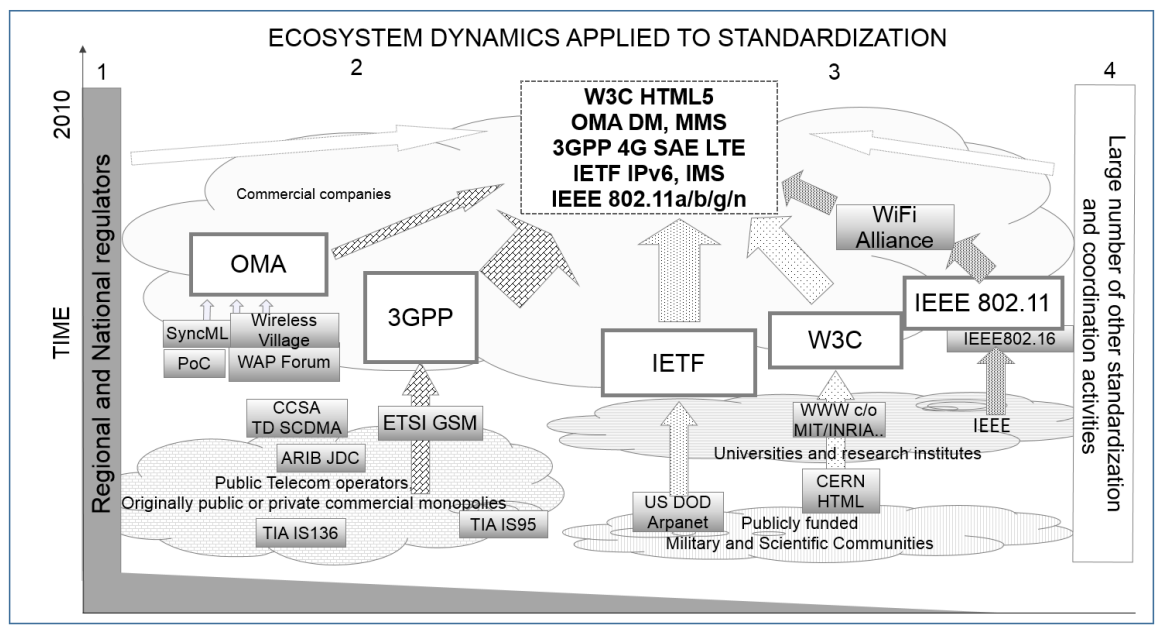 ECOSYSTEM DYNAMICS APPLIED TO STANDARDIZATION
1
2
3
4
2010
TIME
Regional and National regulators
W3C HTML5
OMA DM, MMS
3GPP 4G SAE LTE
IETF IPv6, IMS
IEEE 802.11a/b/g/n
Commercial companies
WiFi
Alliance
OMA
3GPP
IEEE 802.11
IEEE802.16
W3C
IETF
SyncML
Wireless
Village
PoC
WAP Forum
CCSA
TD SCDMA
ETSI GSM
ARIB JDC
WWW c/o
MIT/INRIA..
IEEE
Universities and research institutes
Public Telecom operators,
Originally public or private commercial monopolies
CERN
HTML
US DOD
Arpanet
TIA IS136
TIA IS95
Publicly funded
Military and Scientific Communities
Large number of other standardization
and coordination activities